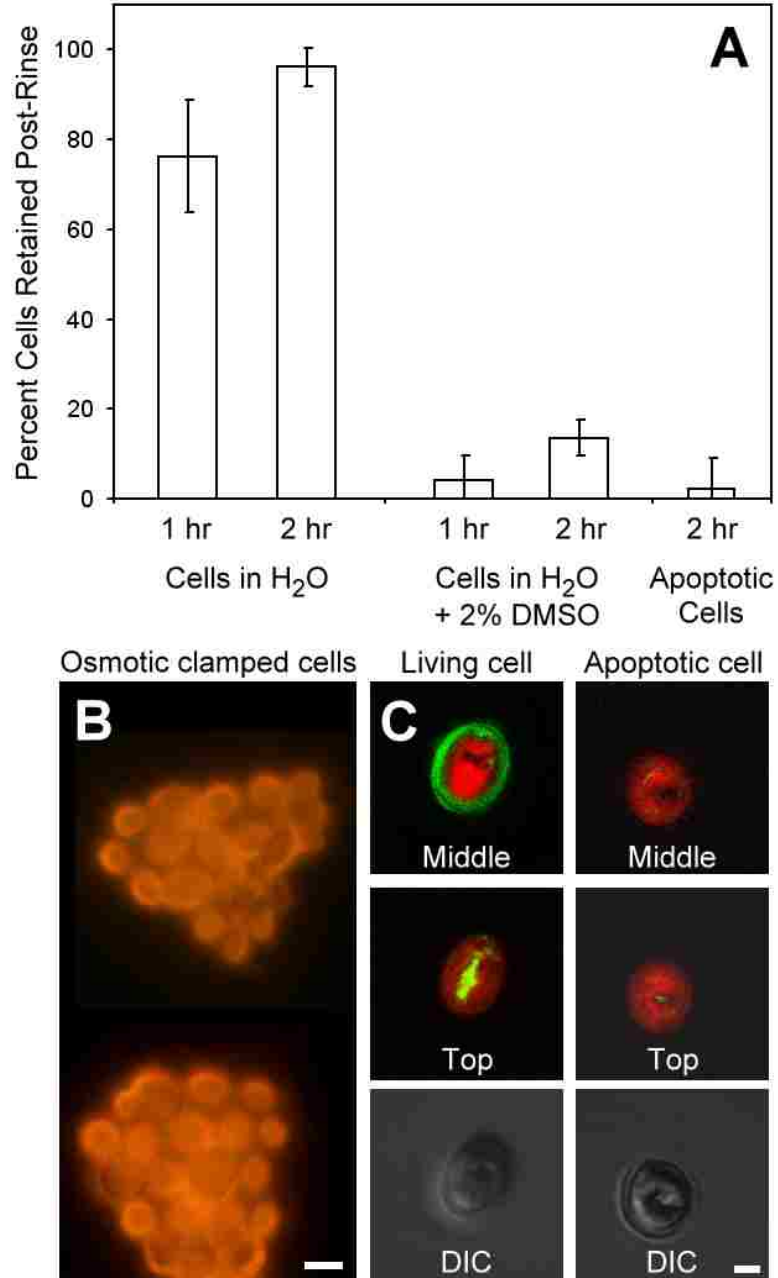 A
Percent Cells Retained Post-Rinse
100
80
60
40
20
0
1 hr 2 hr 1 hr 2 hr 2 hr
Cells in H₂O
Cells in H₂O
+ 2% DMSO
Apoptotic
Cells
Osmotic clamped cells
B
Living cell
Apoptotic cell
C
Middle
Middle
Top
Top
DIC
DIC